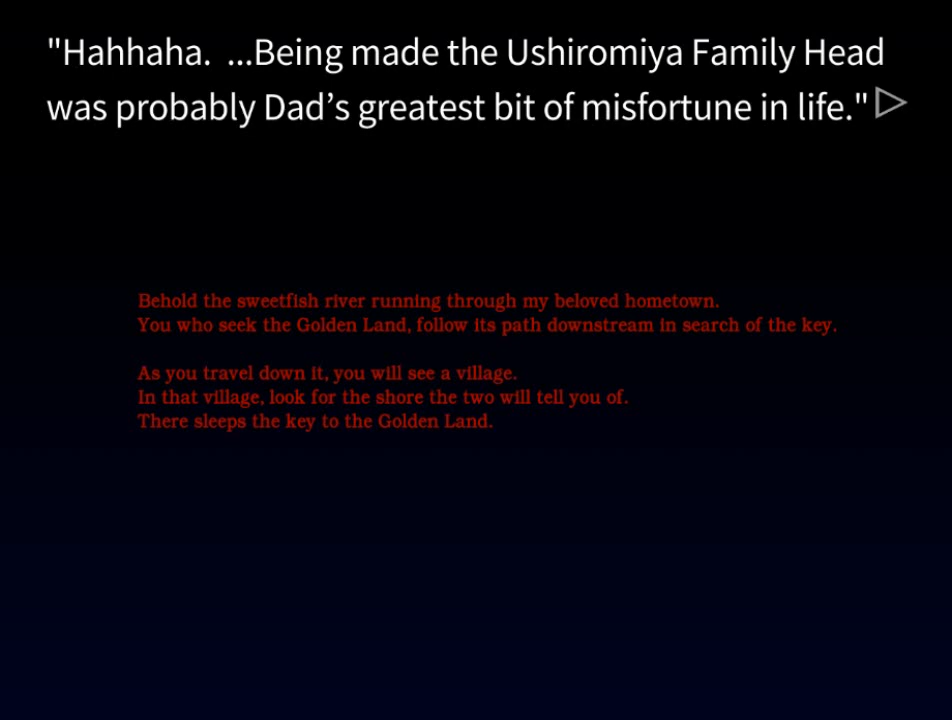 "Hahhaha.  ...Being made the Ushiromiya Family Head
was probably Dad’s greatest bit of misfortune in life."
Behold the sweetfish river running through my beloved hometown.
You who seek the Golden Land, follow its path downstream in search of the key.
As you travel down it, you will see a village.
In that village, look for the shore the two will tell you of.
There sleeps the key to the Golden Land.